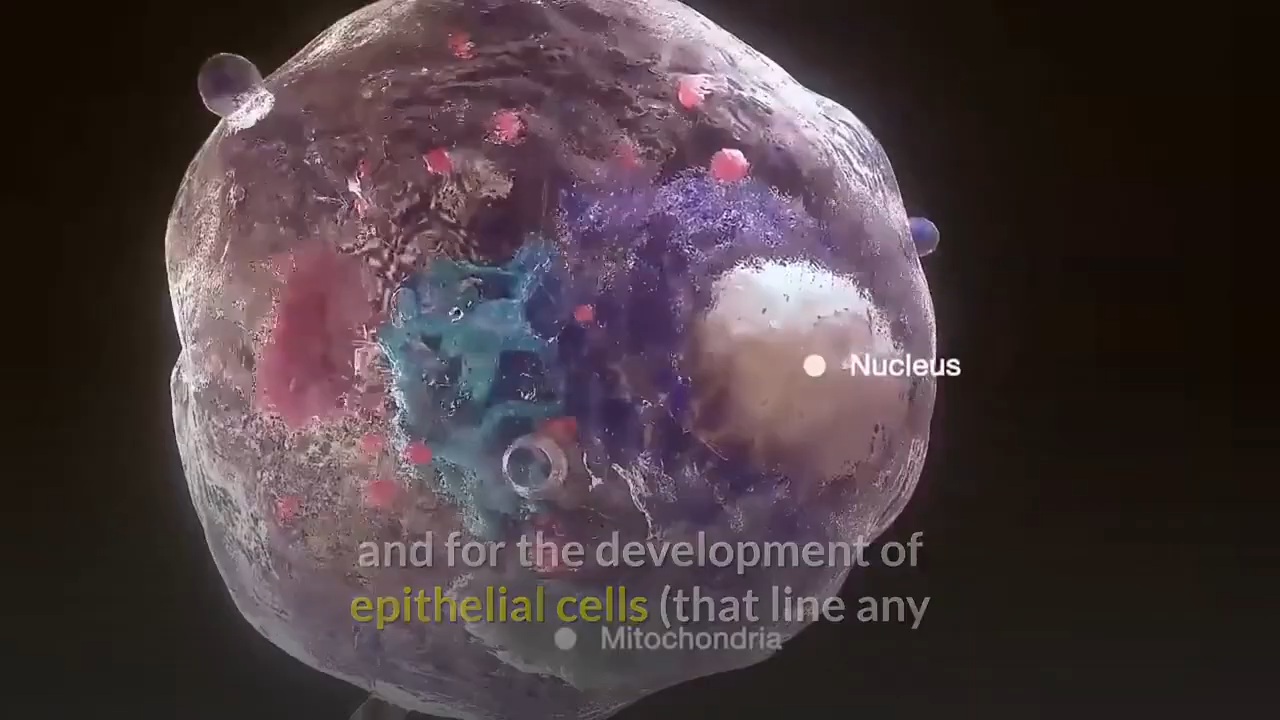 Nucleus
and for the development of
epithelial cells (that line any
Mitochondria